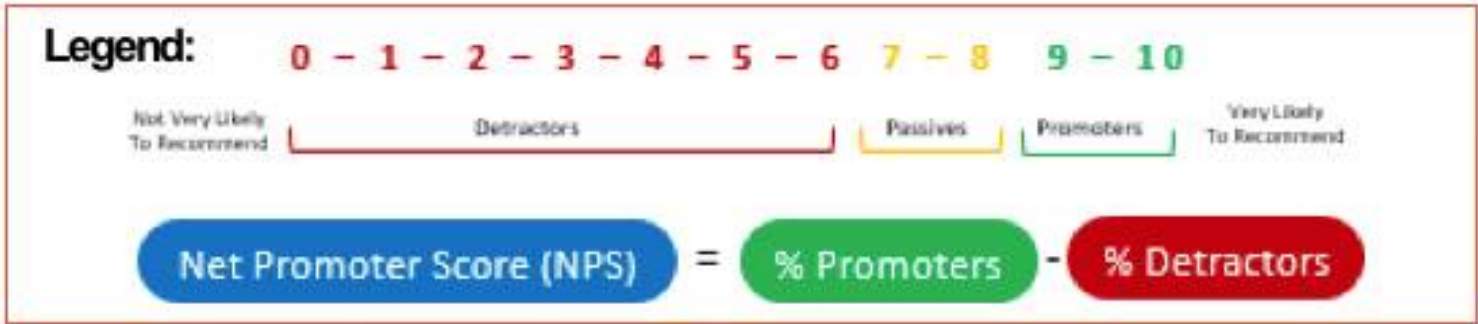 Legend:
0 - 1 - 2 - 3 - 4 - 5 - 6 7 - 8 9 - 10
Not Very Likely
To Recommend
Detractors
Passives
Promoters
Very Likely
To Recommend
Net Promoter Score (NPS) = % Promoters - % Detractors